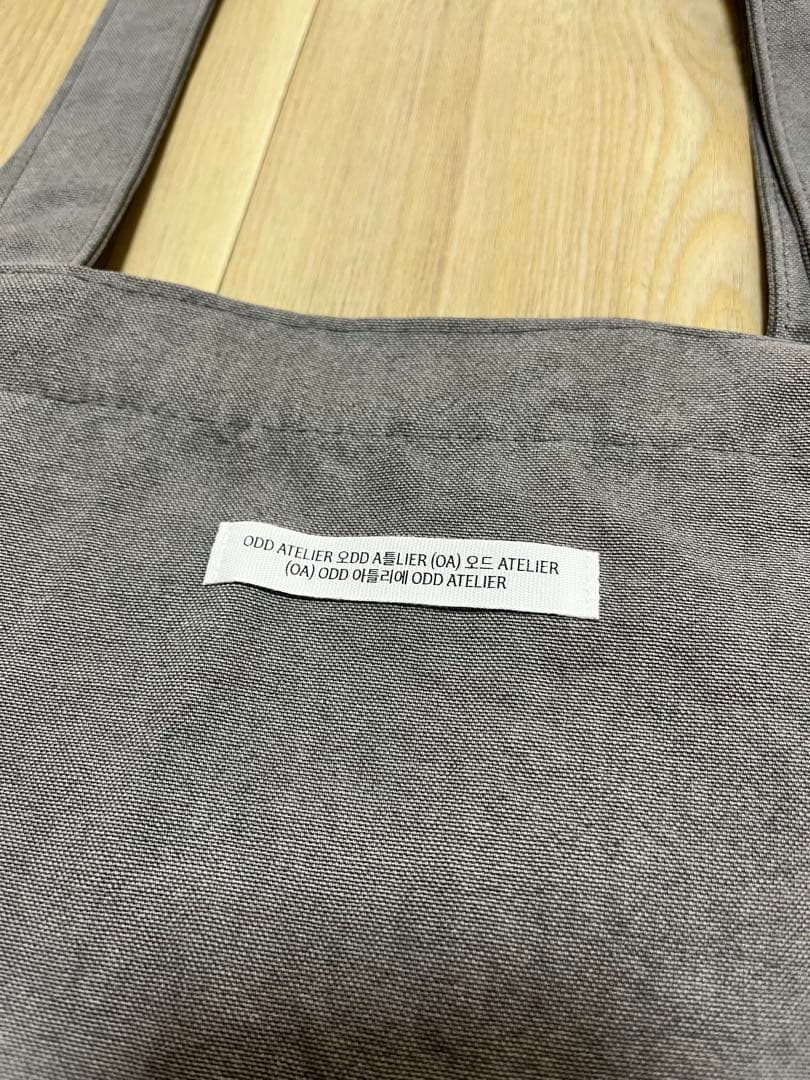 ODD ATELIER 오DD A틀LIER (OA) 오드 ATELIER
(OA) ODD 아틀리에 ODD ATELIER